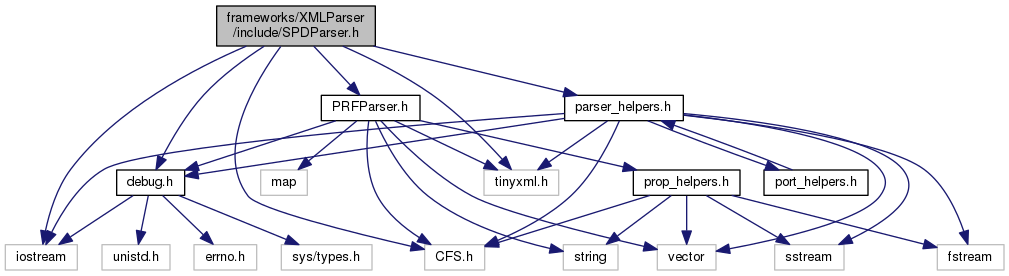 frameworks/XMLParser
/include/SPDParser.h
PRFParser.h
parser_helpers.h
debug.h
map
tinyxml.h
prop_helpers.h
port_helpers.h
iostream
unistd.h
errno.h
sys/types.h
CFS.h
string
vector
sstream
fstream